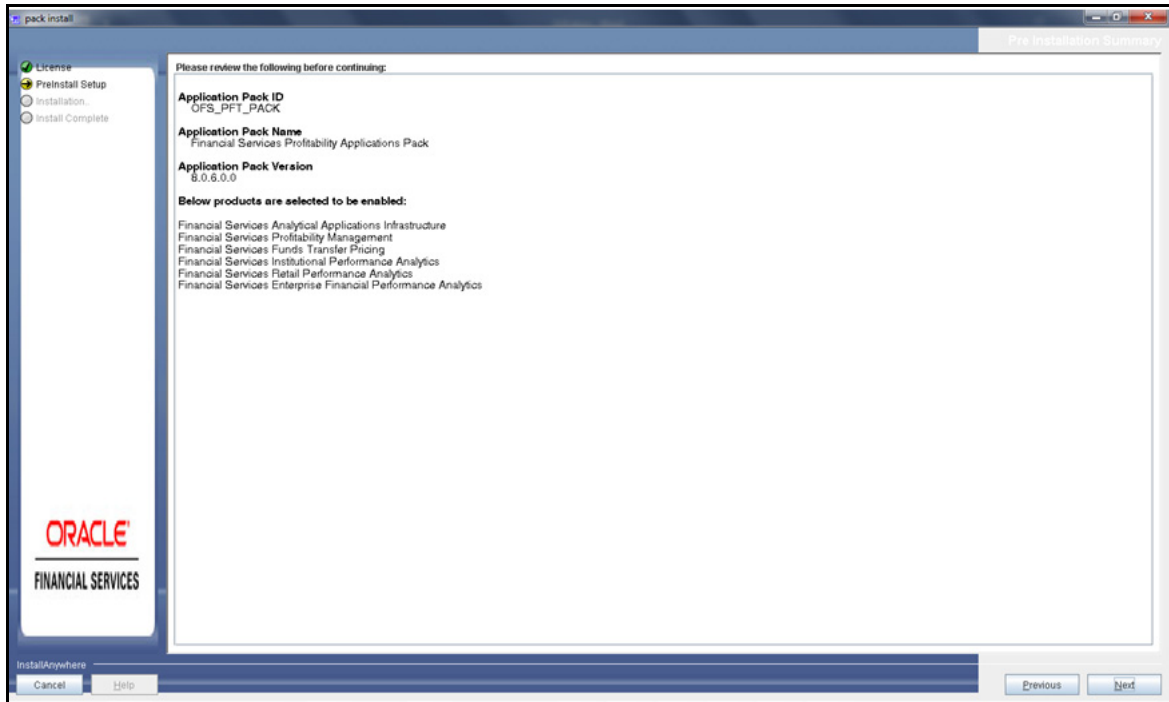 pack install
Pre Installation Summary
License
PreInstall Setup
Installation..
Install Complete
Please review the following before continuing:
Application Pack ID
OFS_PFT_PACK
Application Pack Name
Financial Services Profitability Applications Pack
Application Pack Version
8.0.6.0.0
Below products are selected to be enabled:
Financial Services Analytical Applications Infrastructure
Financial Services Profitability Management
Financial Services Funds Transfer Pricing
Financial Services Institutional Performance Analytics
Financial Services Retail Performance Analytics
Financial Services Enterprise Financial Performance Analytics
ORACLE
FINANCIAL SERVICES
InstallAnywhere
Cancel
Help
Previous
Next